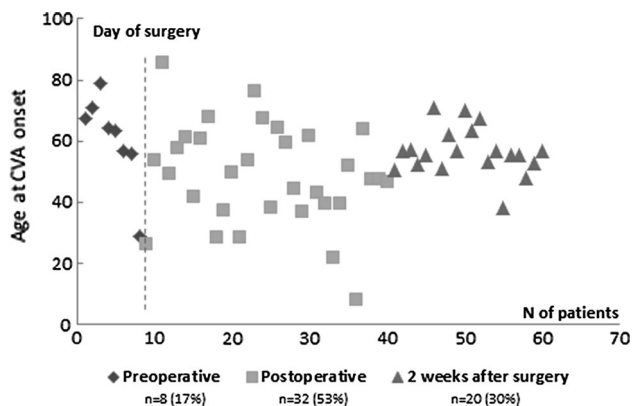 100
Day of surgery
80
60
40
20
0
Age at CVA onset
N of patients
0 10 20 30 40 50 60 70
Preoperative Postoperative 2 weeks after surgery
n=8 (17%) n=32 (53%) n=20 (30%)